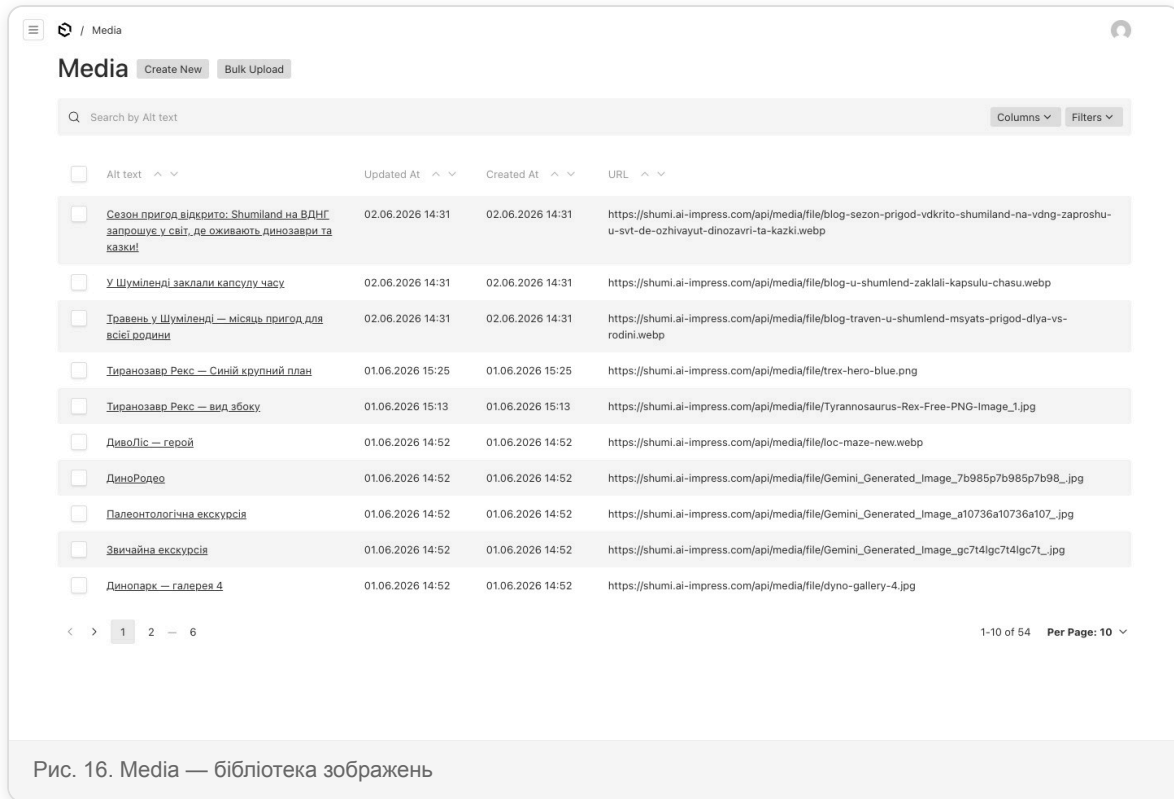 / Media
Media Create New Bulk Upload
Search by Alt text Columns Filters
Alt text Updated At Created At URL
Сезон пригод відкрито: Shumiland на ВДНГ 02.06.2026 14:31 02.06.2026 14:31 https://shumi.ai-impress.com/api/media/file/blog-sezon-prigod-vdkrito-shumiland-na-vdng-zaproshu-
запрошує у світ, де оживають динозаври та u-svt-de-ozhivayut-dinozavri-ta-kazki.webp
казки!
У Шуміленді заклали капсулу часу 02.06.2026 14:31 02.06.2026 14:31 https://shumi.ai-impress.com/api/media/file/blog-u-shumlend-zaklali-kapsulu-chasu.webp
Травень у Шуміленді — місяць пригод для 02.06.2026 14:31 02.06.2026 14:31 https://shumi.ai-impress.com/api/media/file/blog-traven-u-shumlend-msyats-prigod-dlya-vs-
всієї родини rodini.webp
Тиранозавр Рекс — Синій крупний план 01.06.2026 15:25 01.06.2026 15:25 https://shumi.ai-impress.com/api/media/file/trex-hero-blue.png
Тиранозавр Рекс — вид збоку 01.06.2026 15:13 01.06.2026 15:13 https://shumi.ai-impress.com/api/media/file/Tyrannosaurus-Rex-Free-PNG-Image_1.jpg
ДивоЛіс — герой 01.06.2026 14:52 01.06.2026 14:52 https://shumi.ai-impress.com/api/media/file/loc-maze-new.webp
ДиноРодео 01.06.2026 14:52 01.06.2026 14:52 https://shumi.ai-impress.com/api/media/file/Gemini_Generated_Image_7b985p7b985p7b98_.jpg
Палеонтологічна екскурсія 01.06.2026 14:52 01.06.2026 14:52 https://shumi.ai-impress.com/api/media/file/Gemini_Generated_Image_a10736a10736a107_.jpg
Звичайна екскурсія 01.06.2026 14:52 01.06.2026 14:52 https://shumi.ai-impress.com/api/media/file/Gemini_Generated_Image_gc7t4lgc7t4lgc7t_.jpg
Динопарк — галерея 4 01.06.2026 14:52 01.06.2026 14:52 https://shumi.ai-impress.com/api/media/file/dyno-gallery-4.jpg
1 2 — 6 1-10 of 54 Per Page: 10
Рис. 16. Media — бібліотека зображень